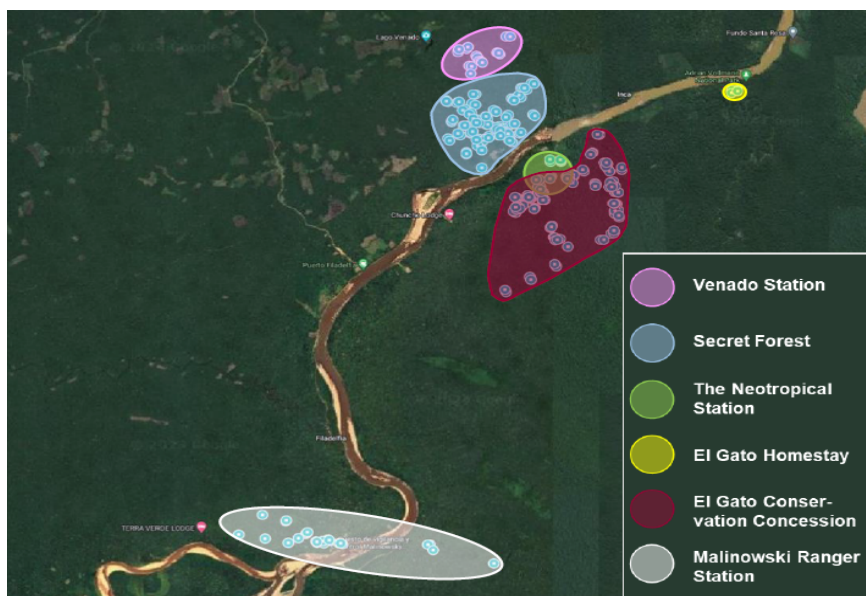 Lago Venado
Fundo Santa Rosa
Inca
Chuncho Lodge
Puerto Filadelfia
Filadelfia
TERRA VERDE LODGE
Venado Station
Secret Forest
The Neotropical
Station
El Gato Homestay
El Gato Conser-
vation Concession
Malinowski Ranger
Station